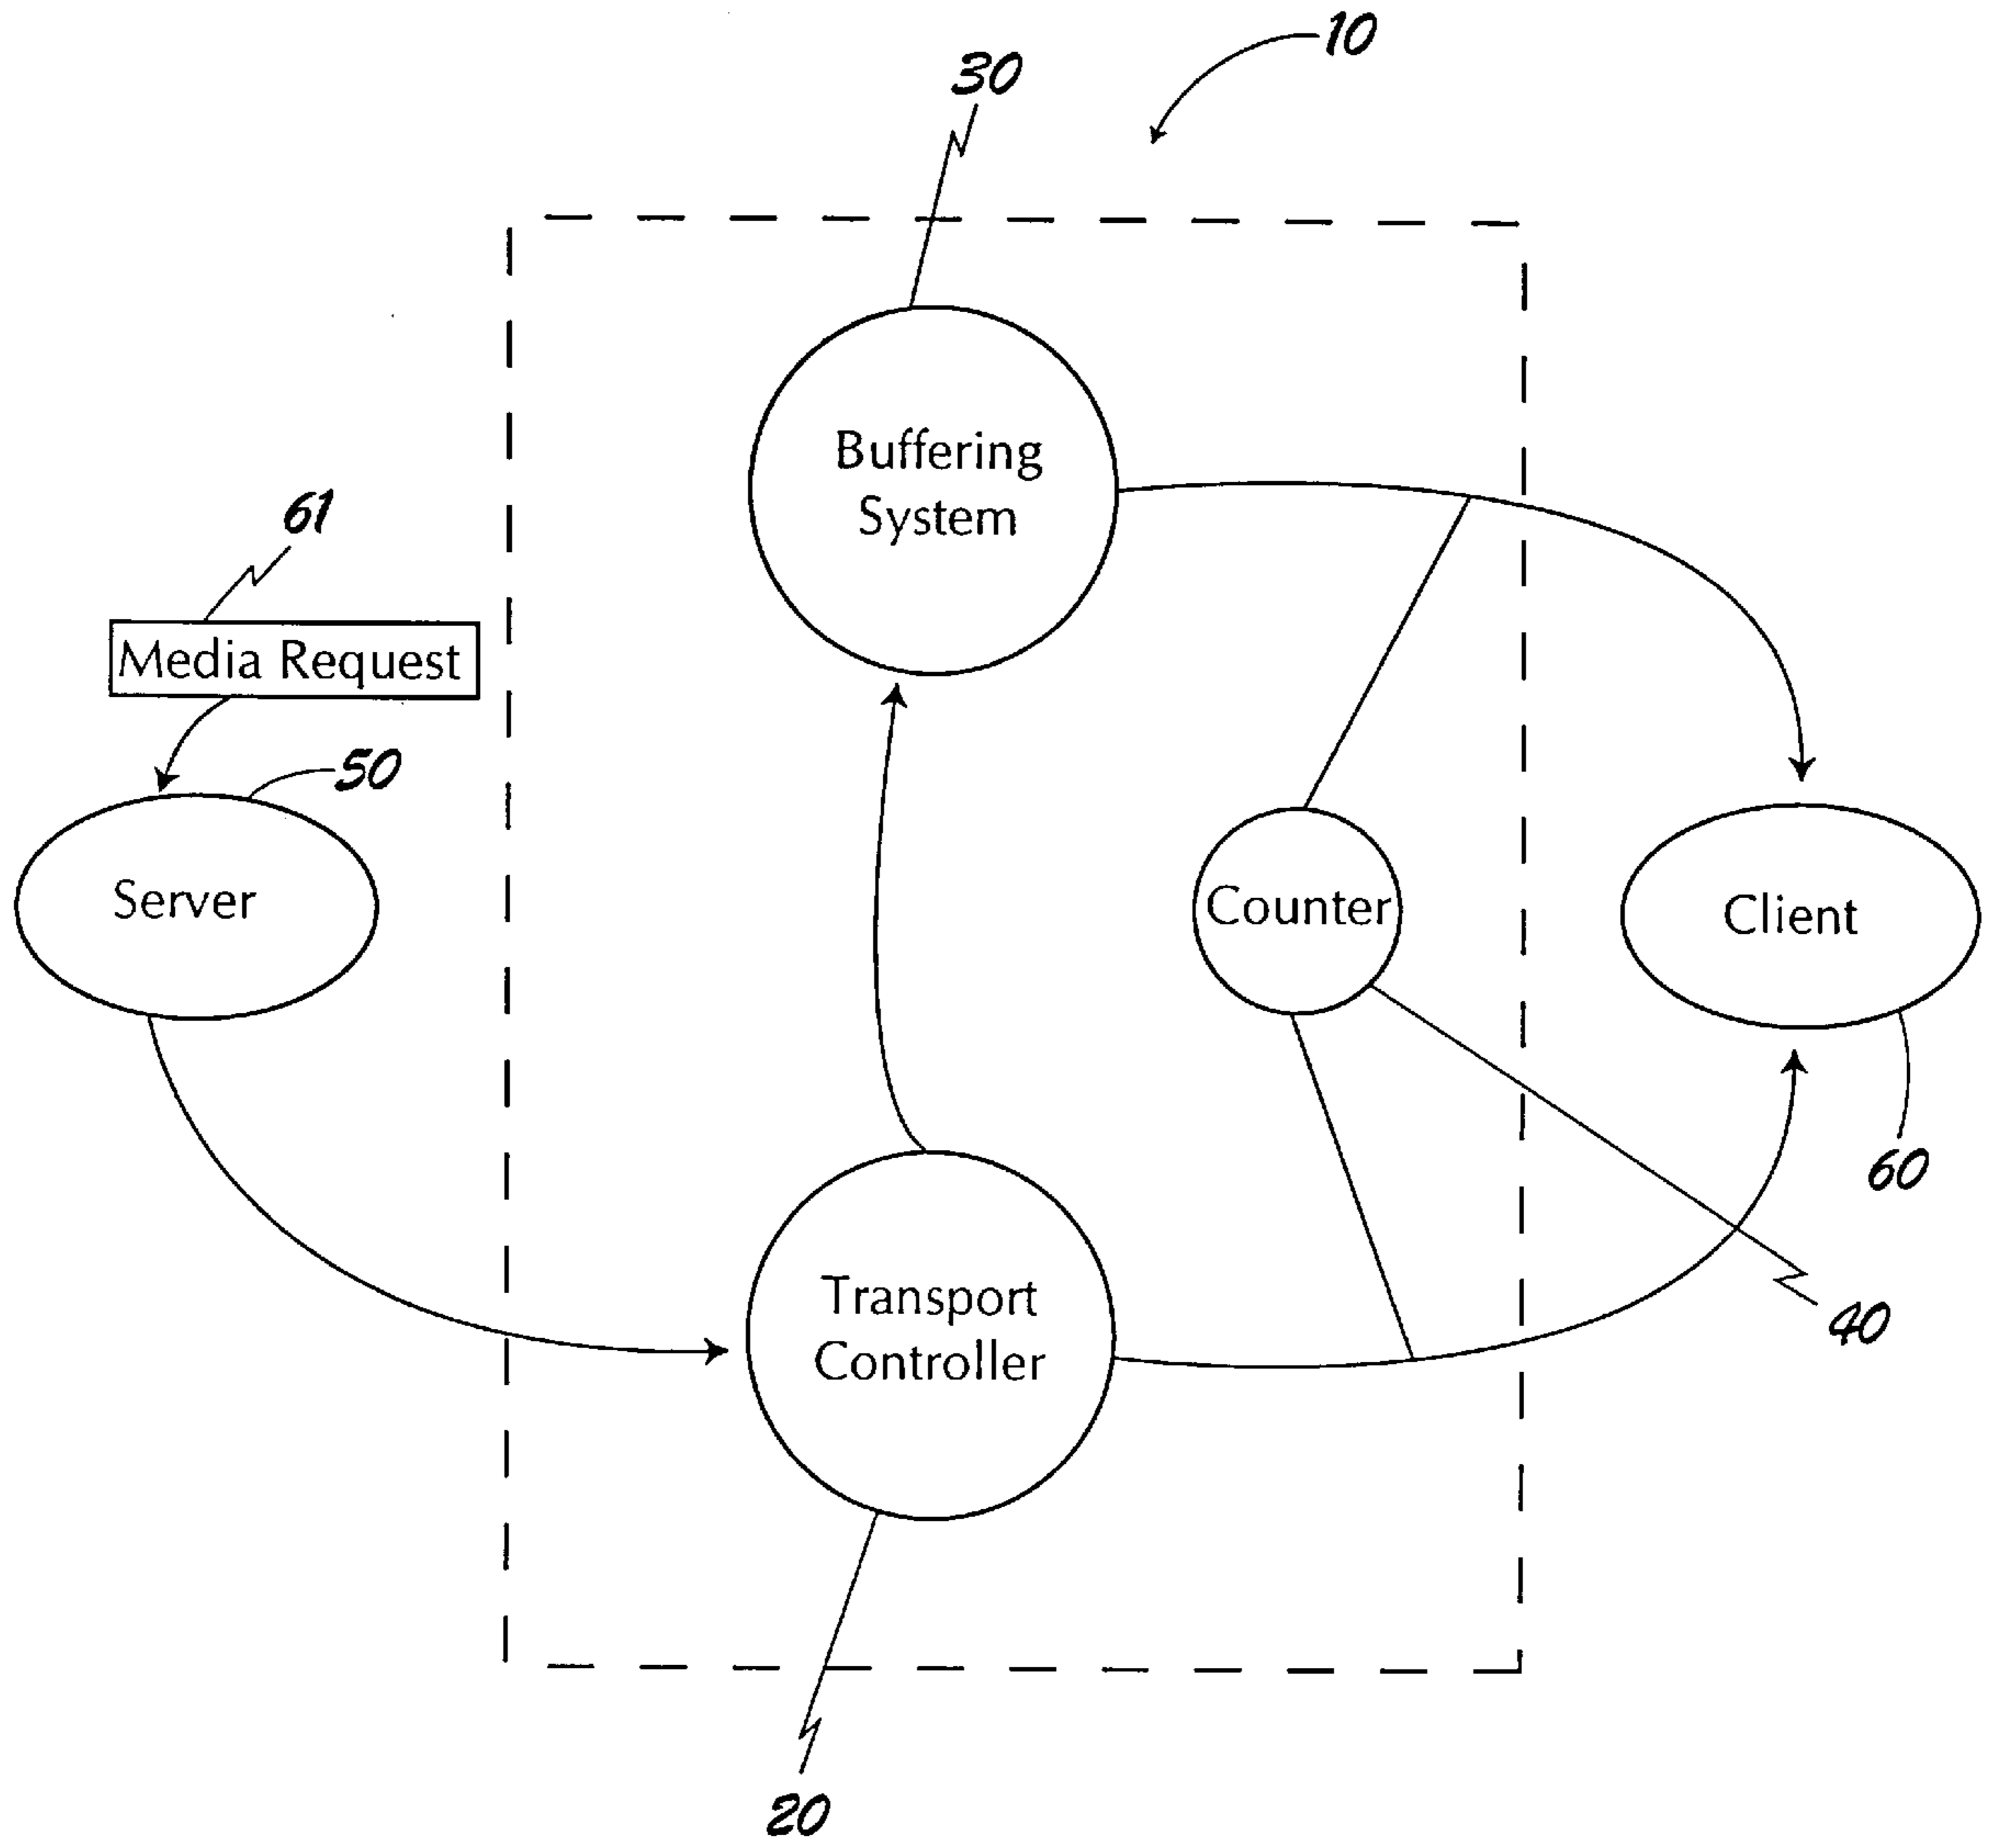 10
30
Buffering
System
61
Media Request
50
Server
Counter
Client
60
Transport
Controller
40
20